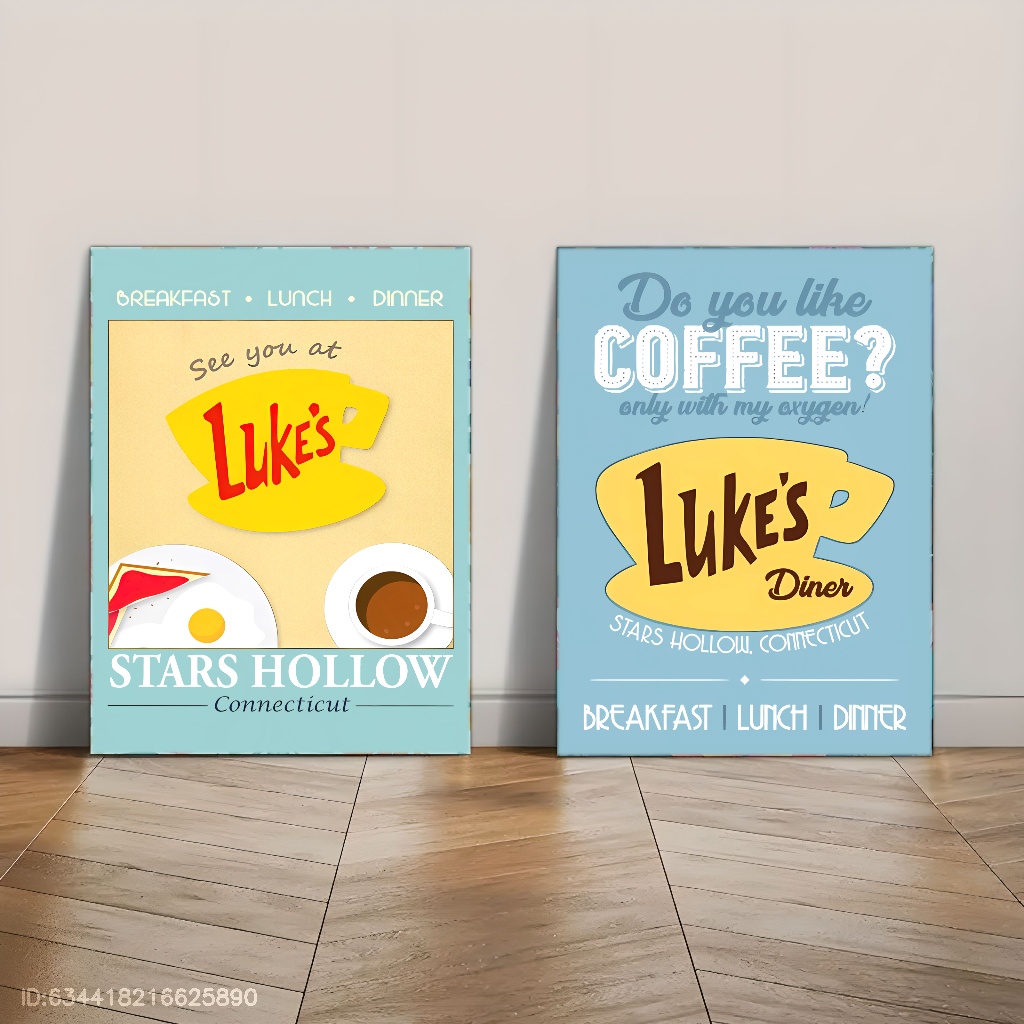 BREAKFAST • LUNCH • DINNER
See you at
LUKE'S
STARS HOLLOW
Connecticut
Do you like
COFFEE?
only with my oxygen!
LUKE'S
Diner
STARS HOLLOW, CONNECTICUT
BREAKFAST | LUNCH | DINNER
ID:634418216625890